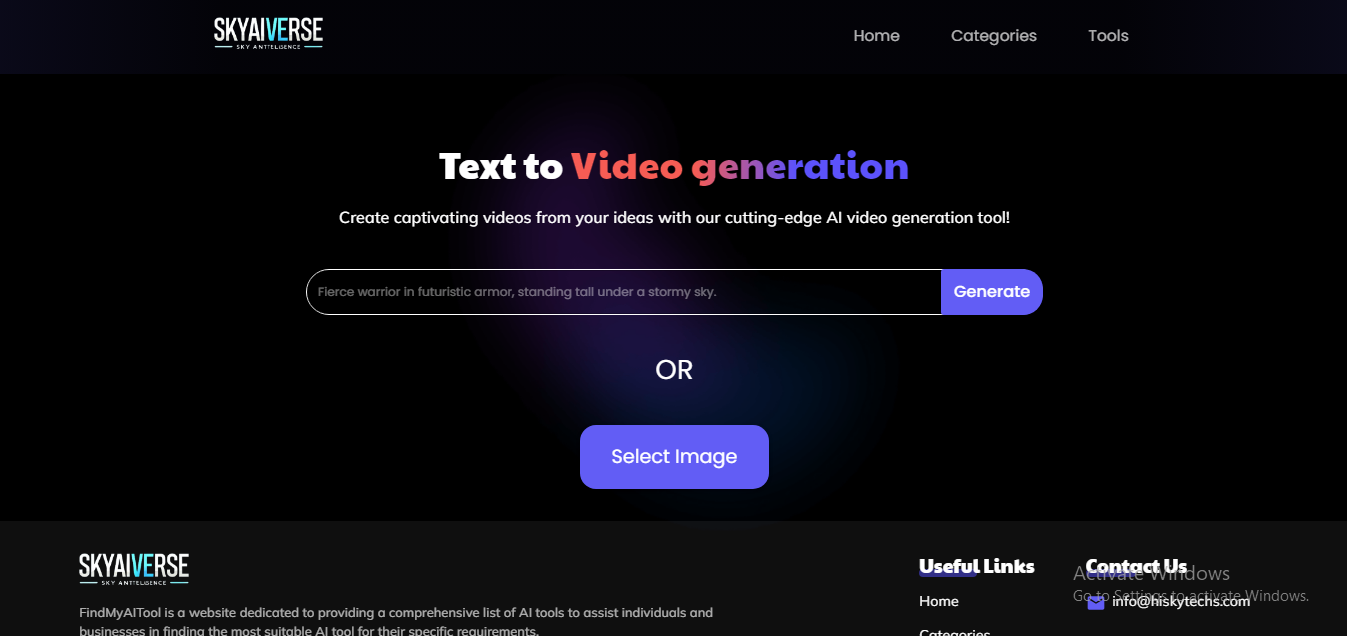 SKYAIVERSE
SKY ANTTELIGENCE
Home Categories Tools
Text to Video generation
Create captivating videos from your ideas with our cutting-edge AI video generation tool!
Fierce warrior in futuristic armor, standing tall under a stormy sky.
Generate
OR
Select Image
SKYAIVERSE
SKY ANTTELIGENCE
FindMyAITool is a website dedicated to providing a comprehensive list of AI tools to assist individuals and
businesses in finding the most suitable AI tool for their specific requirements.
Useful Links
Home
Categories
Contact Us
info@hiskytechs.com
Activate Windows
Go to Settings to activate Windows.